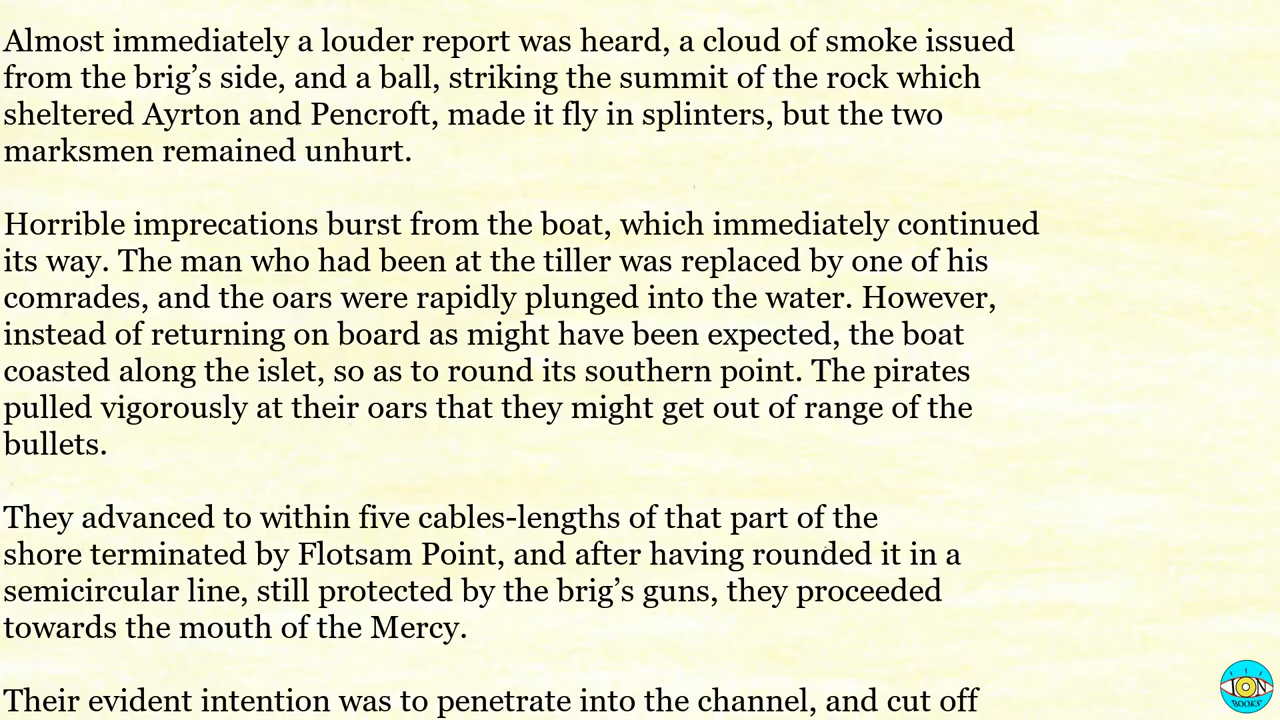 Almost immediately a louder report was heard, a cloud of smoke issued
from the brig’s side, and a ball, striking the summit of the rock which
sheltered Ayrton and Pencroft, made it fly in splinters, but the two
marksmen remained unhurt.
Horrible imprecations burst from the boat, which immediately continued
its way. The man who had been at the tiller was replaced by one of his
comrades, and the oars were rapidly plunged into the water. However,
instead of returning on board as might have been expected, the boat
coasted along the islet, so as to round its southern point. The pirates
pulled vigorously at their oars that they might get out of range of the
bullets.
They advanced to within five cables-lengths of that part of the
shore terminated by Flotsam Point, and after having rounded it in a
semicircular line, still protected by the brig’s guns, they proceeded
towards the mouth of the Mercy.
Their evident intention was to penetrate into the channel, and cut off
ION
BOOKS